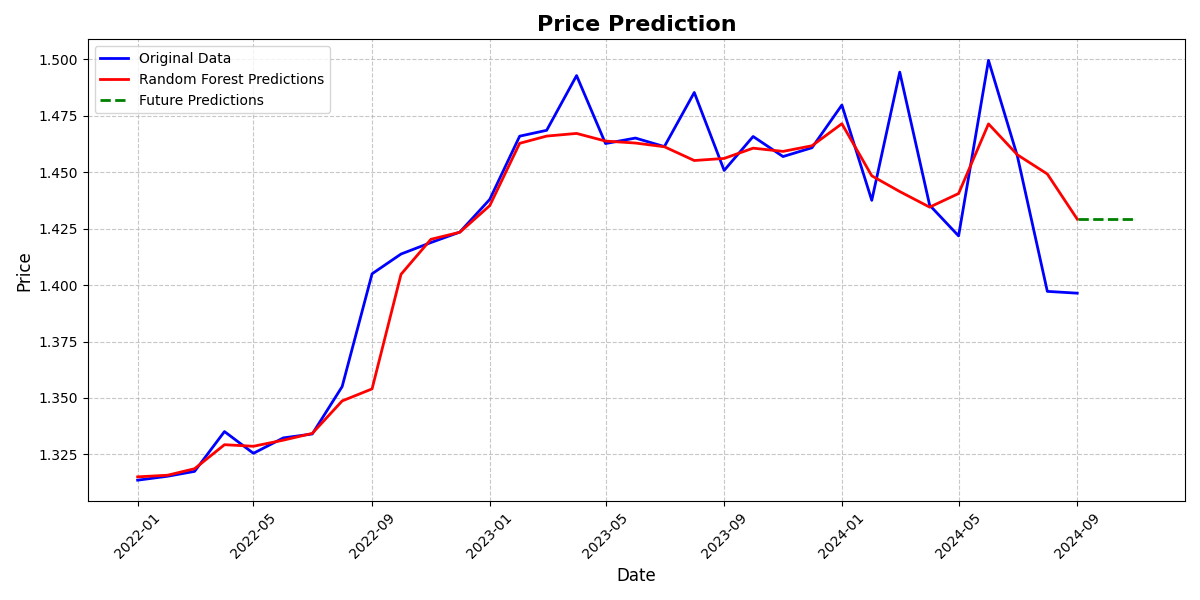 Price Prediction
Original Data
Random Forest Predictions
Future Predictions
Price
1.500
1.475
1.450
1.425
1.400
1.375
1.350
1.325
2022-01
2022-05
2022-09
2023-01
2023-05
2023-09
2024-01
2024-05
2024-09
Date